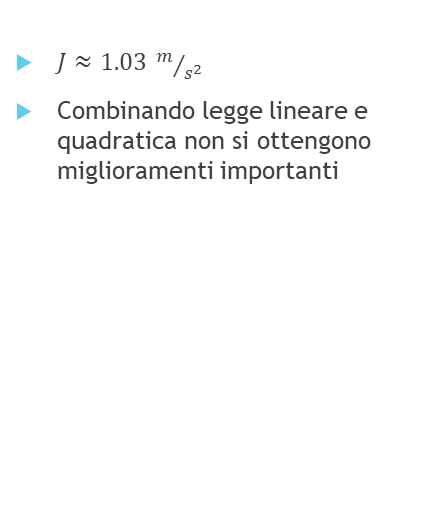 J ≈ 1.03 m/s²
Combinando legge lineare e
quadratica non si ottengono
miglioramenti importanti